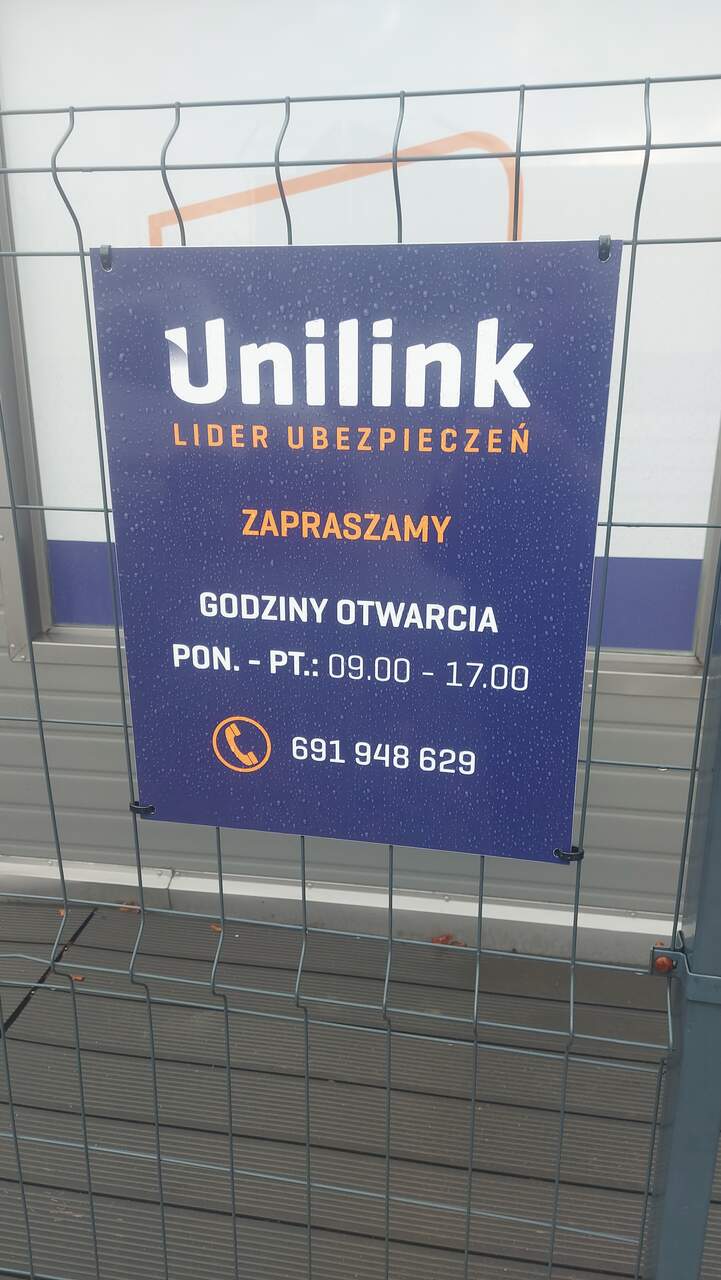 Unilink
LIDER UBEZPIECZEŃ
ZAPRASZAMY
GODZINY OTWARCIA
PON. - PT.: 09.00 - 17.00
691 948 629